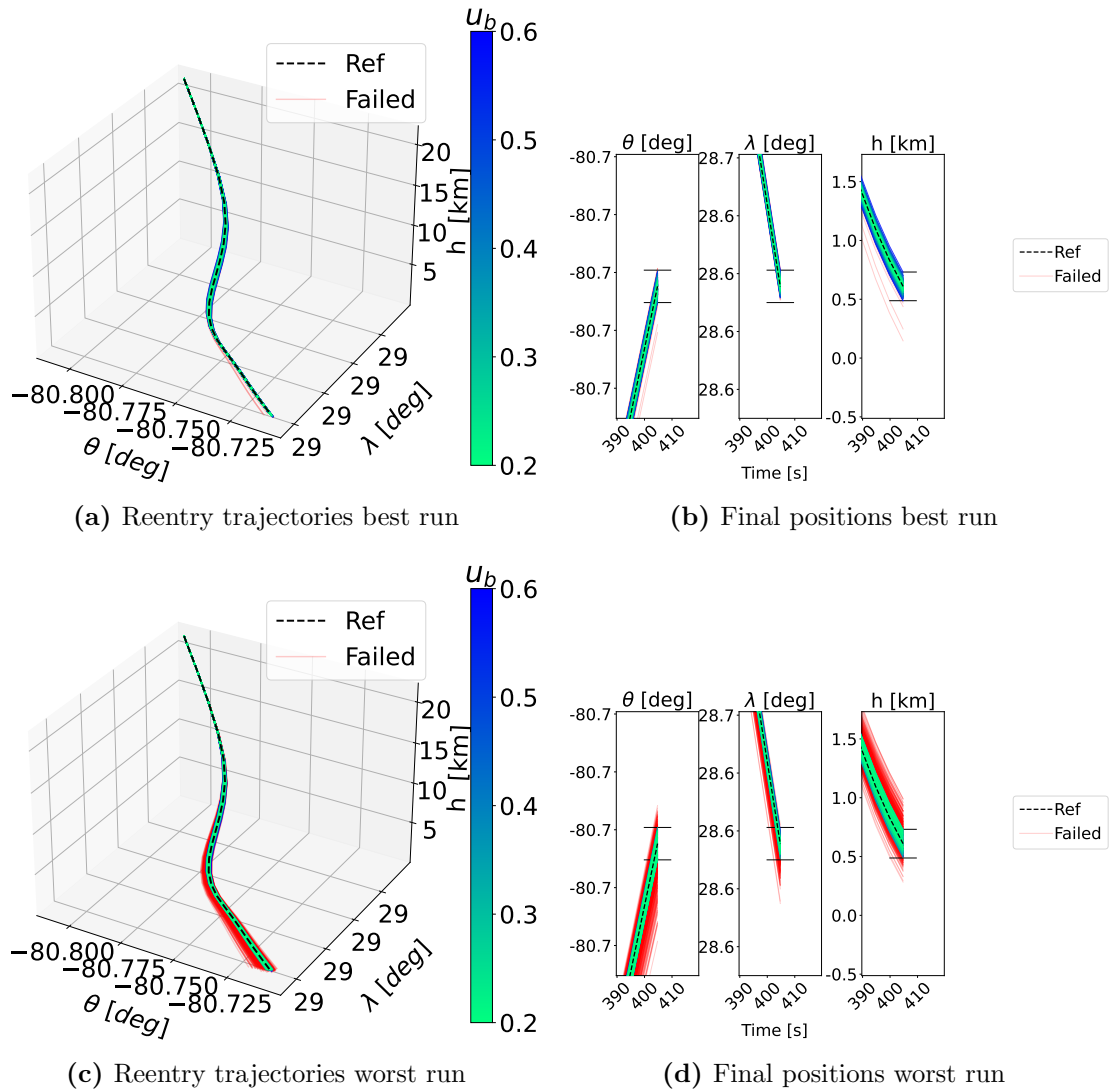 u_b
Ref
Failed
0.6
0.5
0.4
0.3
0.2
20
15
10
5
h [km]
−80.800
−80.775
−80.750
−80.725
θ [deg]
29
29
29
29
λ [deg]
(a) Reentry trajectories best run
θ [deg]
-80.7
-80.7
-80.7
-80.7
-80.7
λ [deg]
28.7
28.6
28.6
28.6
28.6
h [km]
1.5
1.0
0.5
0.0
-0.5
390 400 410
390 400 410
390 400 410
Time [s]
Ref
Failed
(b) Final positions best run
u_b
Ref
Failed
0.6
0.5
0.4
0.3
0.2
20
15
10
5
h [km]
−80.800
−80.775
−80.750
−80.725
θ [deg]
29
29
29
29
λ [deg]
(c) Reentry trajectories worst run
θ [deg]
-80.7
-80.7
-80.7
-80.7
-80.7
λ [deg]
28.7
28.6
28.6
28.6
28.6
h [km]
1.5
1.0
0.5
0.0
-0.5
390 400 410
390 400 410
390 400 410
Time [s]
Ref
Failed
(d) Final positions worst run